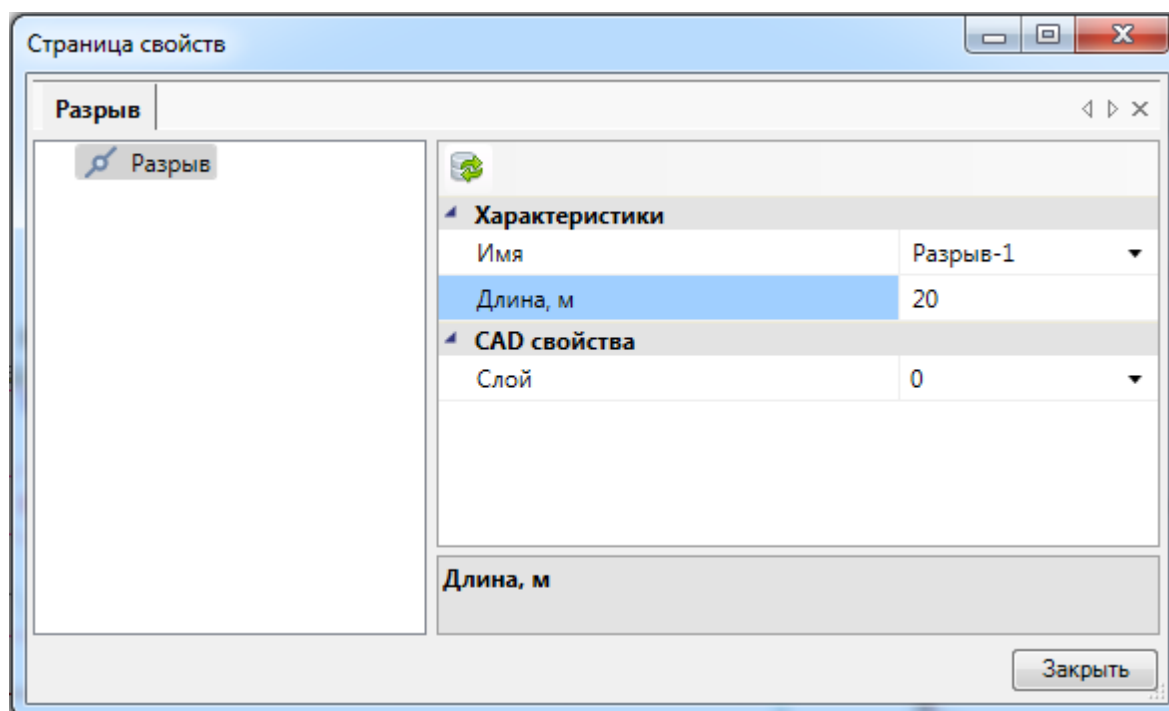 Страница свойств
Разрыв
Разрыв
Характеристики
Имя Разрыв-1
Длина, м 20
CAD свойства
Слой 0
Длина, м
Закрыть